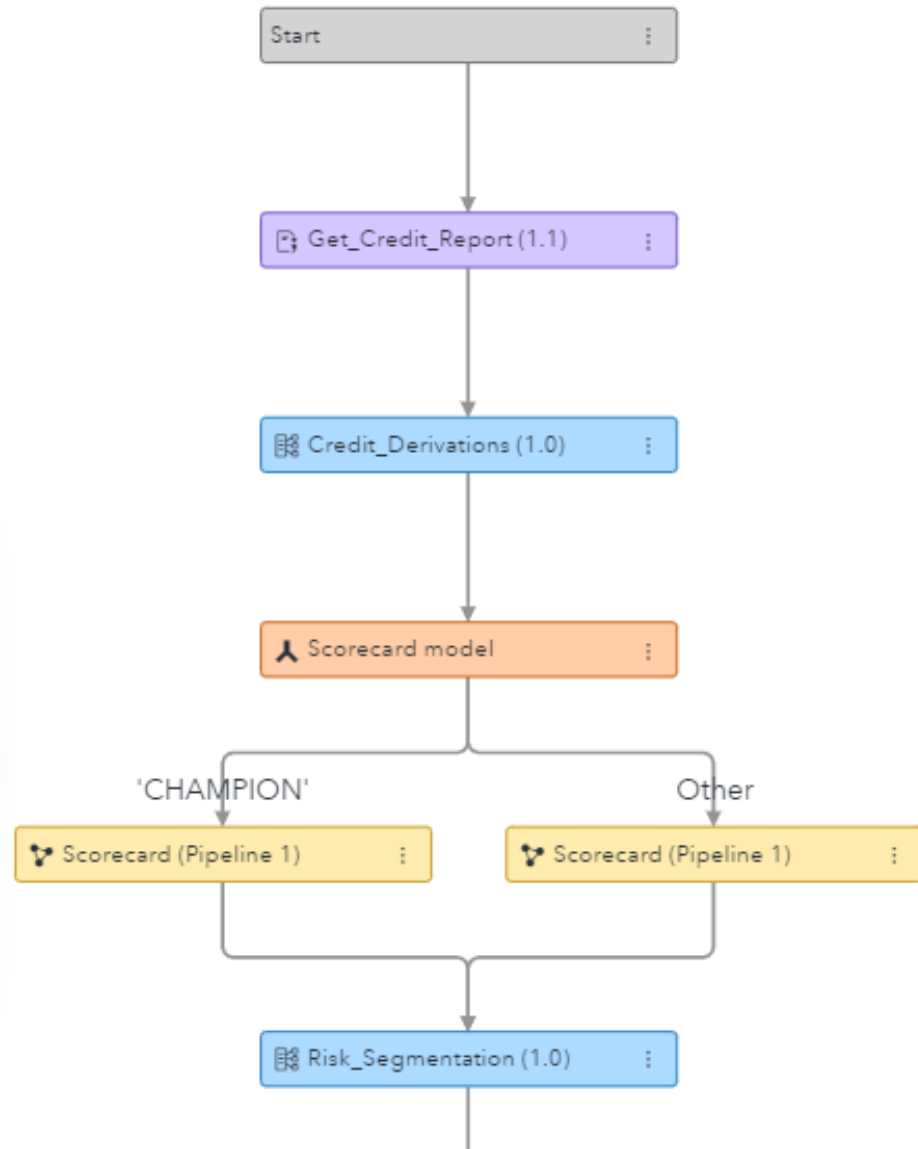 Start
Get_Credit_Report (1.1)
Credit_Derivations (1.0)
Scorecard model
'CHAMPION'
Other
Scorecard (Pipeline 1)
Scorecard (Pipeline 1)
Risk_Segmentation (1.0)